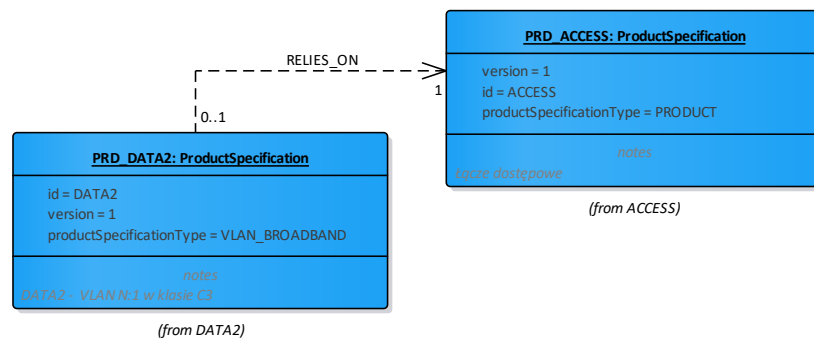 PRD_ACCESS: ProductSpecification
version = 1
id = ACCESS
productSpecificationType = PRODUCT
notes
Łącze dostępowe
(from ACCESS)
RELIES_ON
1
0..1
PRD_DATA2: ProductSpecification
id = DATA2
version = 1
productSpecificationType = VLAN_BROADBAND
notes
DATA2 - VLAN N:1 w klasie C3
(from DATA2)